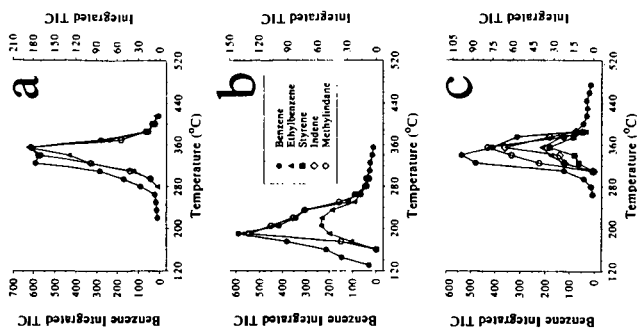 a
Benzene Integrated TIC
700 600 500 400 300 200 100 0
Integrated TIC
210 180 150 120 90 60 30 0
120 200 280 360 440 520
Temperature (°C)
b
Benzene Integrated TIC
600 500 400 300 200 100 0
Integrated TIC
150 120 90 60 30 0
Benzene
Ethylbenzene
Styrene
Indene
Methylindane
120 200 280 360 440 520
Temperature (°C)
c
Benzene Integrated TIC
600 500 400 300 200 100 0
Integrated TIC
105 90 75 60 45 30 15 0
120 200 280 360 440 520
Temperature (°C)